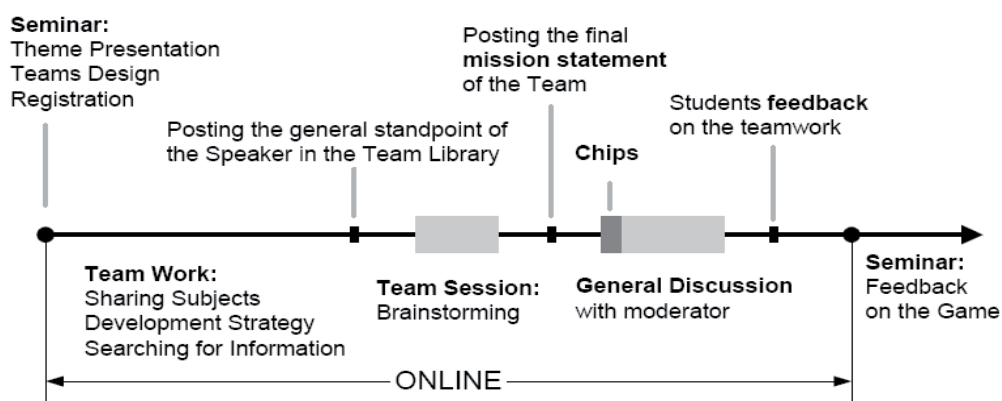 Seminar:
Theme Presentation
Teams Design
Registration
Posting the general standpoint of
the Speaker in the Team Library
Posting the final
mission statement
of the Team
Chips
Students feedback
on the teamwork
Team Work:
Sharing Subjects
Development Strategy
Searching for Information
Team Session:
Brainstorming
General Discussion
with moderator
Seminar:
Feedback
on the Game
ONLINE